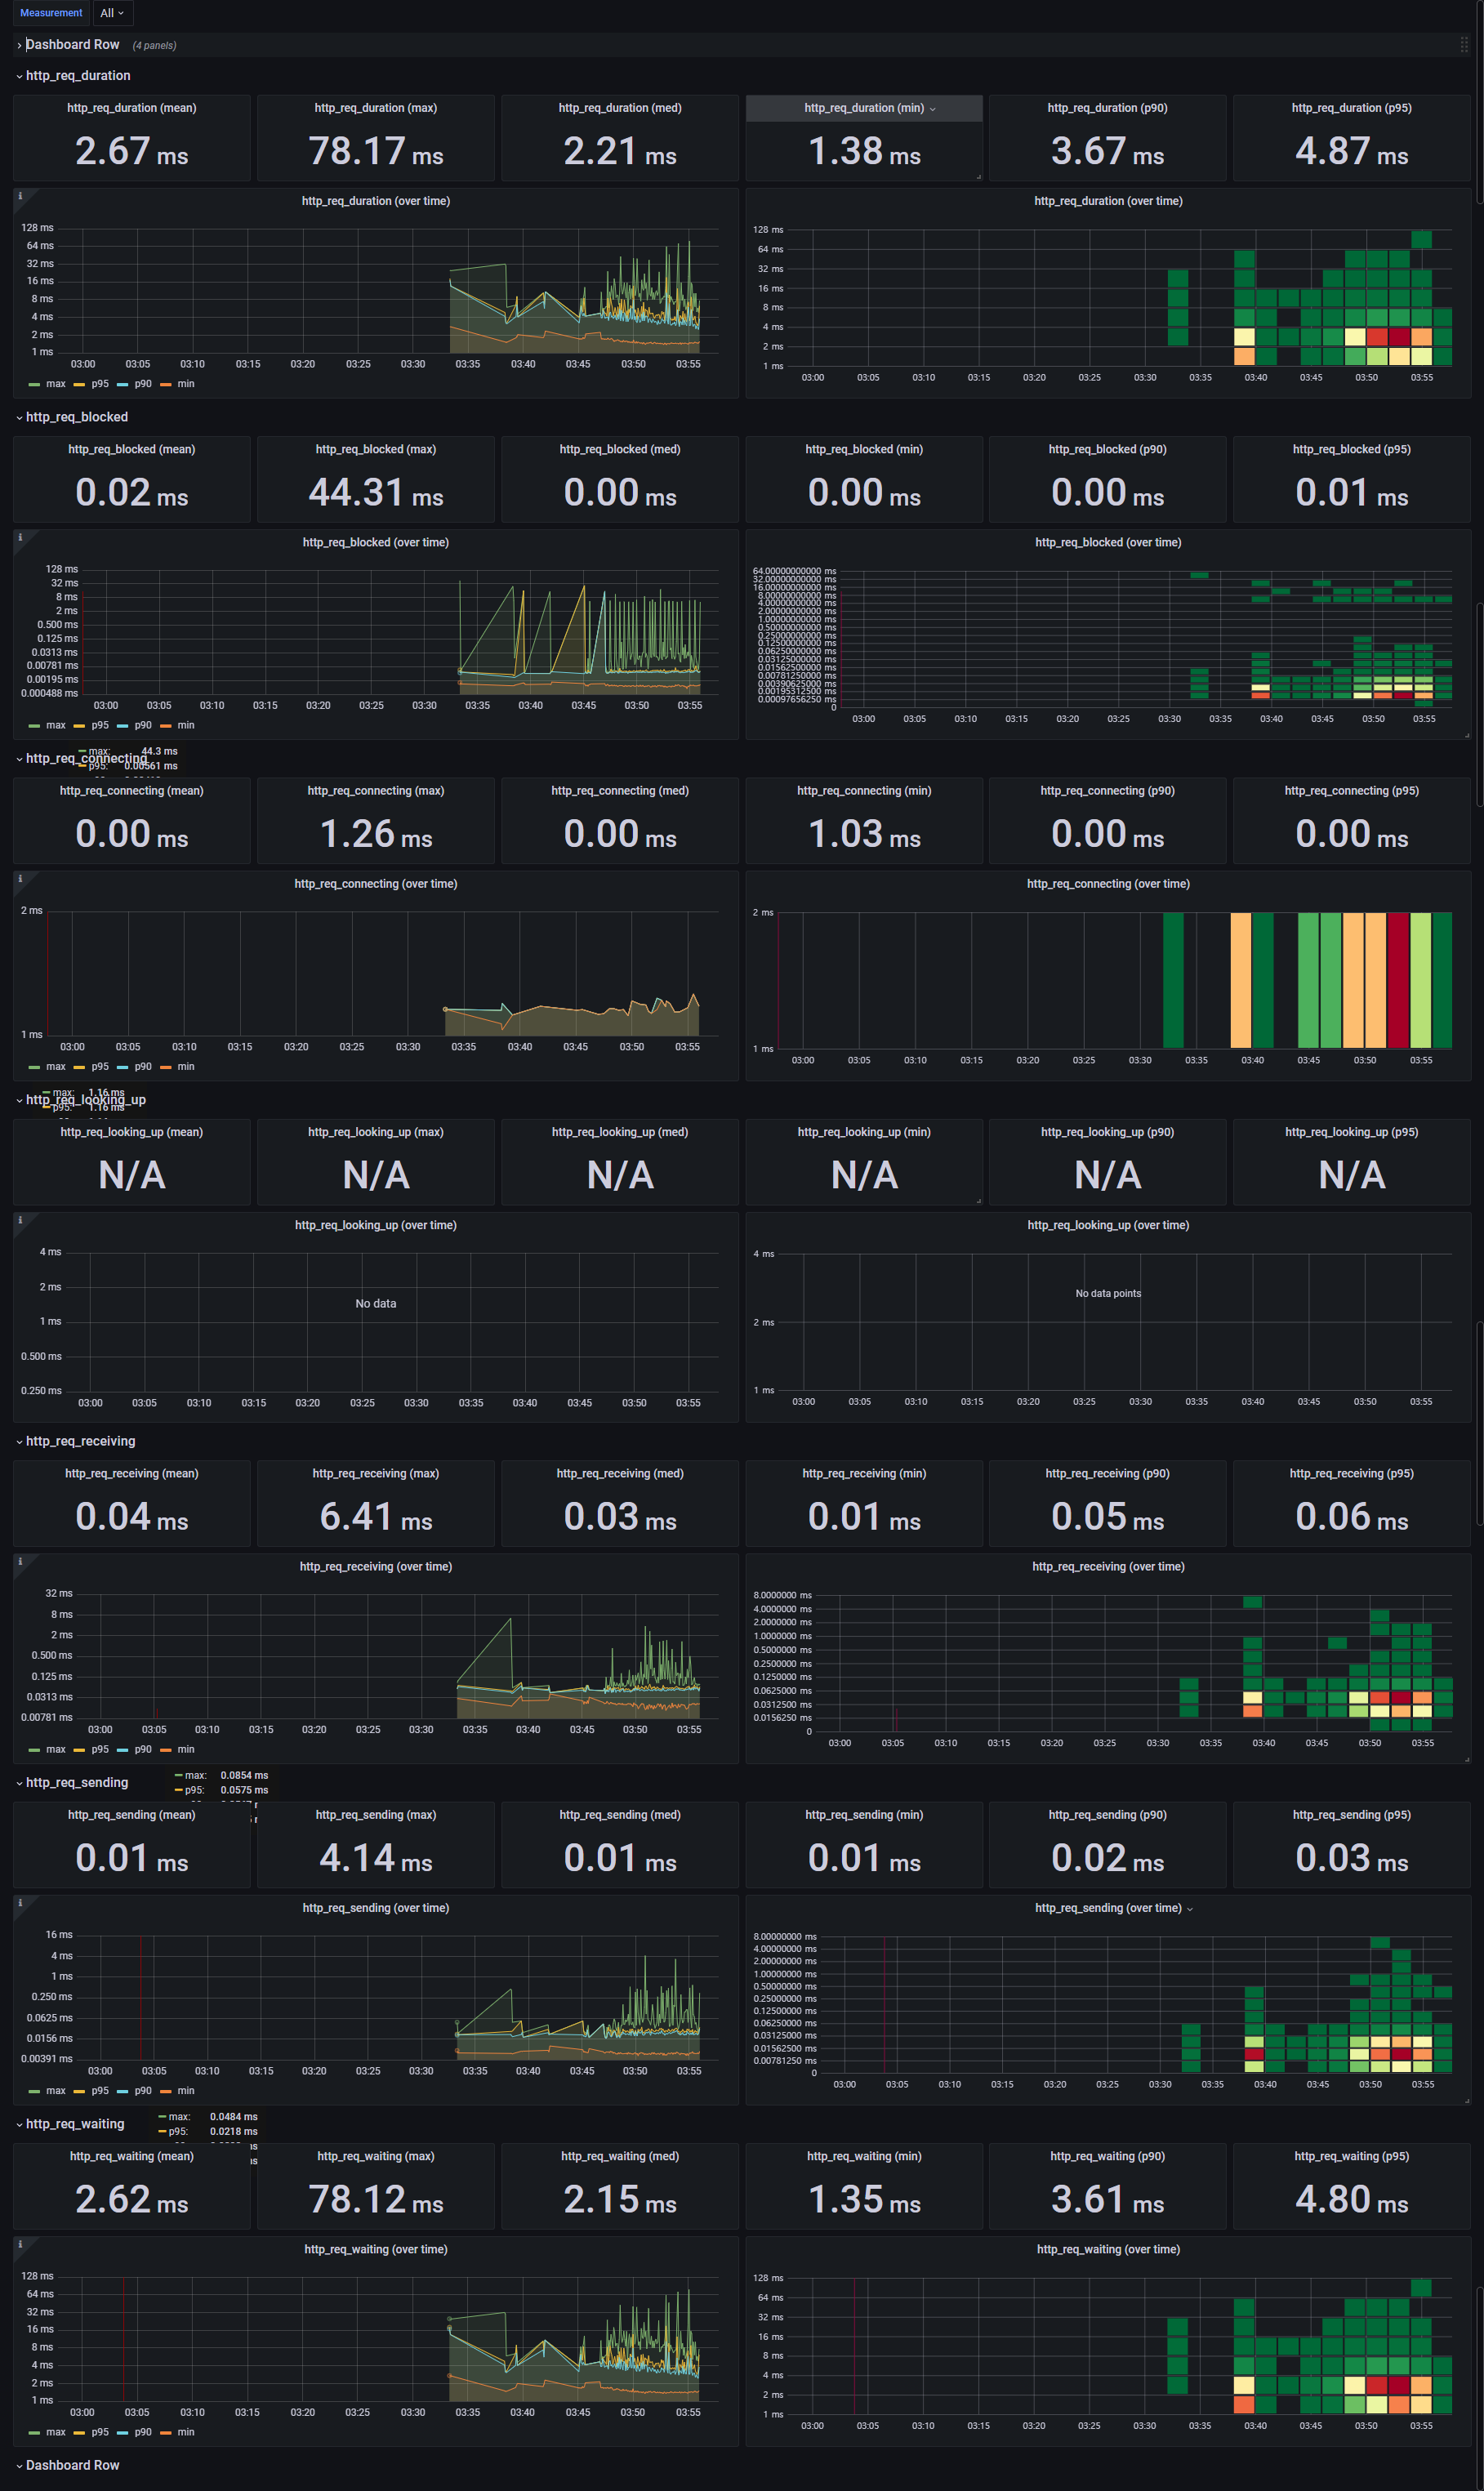 Measurement All
Dashboard Row (4 panels)
http_req_duration
http_req_duration (mean) http_req_duration (max) http_req_duration (med) http_req_duration (min) http_req_duration (p90) http_req_duration (p95)
2.67 ms 78.17 ms 2.21 ms 1.38 ms 3.67 ms 4.87 ms
http_req_duration (over time)
128 ms
64 ms
32 ms
16 ms
8 ms
4 ms
2 ms
1 ms
03:00 03:05 03:10 03:15 03:20 03:25 03:30 03:35 03:40 03:45 03:50 03:55
max p95 p90 min
http_req_duration (over time)
128 ms
64 ms
32 ms
16 ms
8 ms
4 ms
2 ms
1 ms
03:00 03:05 03:10 03:15 03:20 03:25 03:30 03:35 03:40 03:45 03:50 03:55
http_req_blocked
http_req_blocked (mean) http_req_blocked (max) http_req_blocked (med) http_req_blocked (min) http_req_blocked (p90) http_req_blocked (p95)
0.02 ms 44.31 ms 0.00 ms 0.00 ms 0.00 ms 0.01 ms
http_req_blocked (over time)
128 ms
32 ms
8 ms
2 ms
0.500 ms
0.125 ms
0.0313 ms
0.00781 ms
0.00195 ms
0.000488 ms
03:00 03:05 03:10 03:15 03:20 03:25 03:30 03:35 03:40 03:45 03:50 03:55
max p95 p90 min
http_req_blocked (over time)
64.00000000000 ms
32.00000000000 ms
16.00000000000 ms
8.00000000000 ms
4.00000000000 ms
2.00000000000 ms
1.00000000000 ms
0.50000000000 ms
0.25000000000 ms
0.12500000000 ms
0.06250000000 ms
0.03125000000 ms
0.01562500000 ms
0.00781250000 ms
0.00390625000 ms
0.00195312500 ms
0.00097656250 ms
0
03:00 03:05 03:10 03:15 03:20 03:25 03:30 03:35 03:40 03:45 03:50 03:55
max: 44.3 ms
http_req_connecting
p95: 0.00561 ms
http_req_connecting (mean) http_req_connecting (max) http_req_connecting (med) http_req_connecting (min) http_req_connecting (p90) http_req_connecting (p95)
0.00 ms 1.26 ms 0.00 ms 1.03 ms 0.00 ms 0.00 ms
http_req_connecting (over time)
2 ms
1 ms
03:00 03:05 03:10 03:15 03:20 03:25 03:30 03:35 03:40 03:45 03:50 03:55
max p95 p90 min
http_req_connecting (over time)
2 ms
1 ms
03:00 03:05 03:10 03:15 03:20 03:25 03:30 03:35 03:40 03:45 03:50 03:55
max: 1.16 ms
http_req_looking_up
p95: 1.16 ms
http_req_looking_up (mean) http_req_looking_up (max) http_req_looking_up (med) http_req_looking_up (min) http_req_looking_up (p90) http_req_looking_up (p95)
N/A N/A N/A N/A N/A N/A
http_req_looking_up (over time)
4 ms
2 ms
1 ms
0.500 ms
0.250 ms
No data
03:00 03:05 03:10 03:15 03:20 03:25 03:30 03:35 03:40 03:45 03:50 03:55
http_req_looking_up (over time)
4 ms
2 ms
1 ms
No data points
03:00 03:05 03:10 03:15 03:20 03:25 03:30 03:35 03:40 03:45 03:50 03:55
http_req_receiving
http_req_receiving (mean) http_req_receiving (max) http_req_receiving (med) http_req_receiving (min) http_req_receiving (p90) http_req_receiving (p95)
0.04 ms 6.41 ms 0.03 ms 0.01 ms 0.05 ms 0.06 ms
http_req_receiving (over time)
32 ms
8 ms
2 ms
0.500 ms
0.125 ms
0.0313 ms
0.00781 ms
03:00 03:05 03:10 03:15 03:20 03:25 03:30 03:35 03:40 03:45 03:50 03:55
max p95 p90 min
http_req_receiving (over time)
8.0000000 ms
4.0000000 ms
2.0000000 ms
1.0000000 ms
0.5000000 ms
0.2500000 ms
0.1250000 ms
0.0625000 ms
0.0312500 ms
0.0156250 ms
0
03:00 03:05 03:10 03:15 03:20 03:25 03:30 03:35 03:40 03:45 03:50 03:55
http_req_sending
max: 0.0854 ms
p95: 0.0575 ms
http_req_sending (mean) http_req_sending (max) http_req_sending (med) http_req_sending (min) http_req_sending (p90) http_req_sending (p95)
0.01 ms 4.14 ms 0.01 ms 0.01 ms 0.02 ms 0.03 ms
http_req_sending (over time)
16 ms
4 ms
1 ms
0.250 ms
0.0625 ms
0.0156 ms
0.00391 ms
03:00 03:05 03:10 03:15 03:20 03:25 03:30 03:35 03:40 03:45 03:50 03:55
max p95 p90 min
http_req_sending (over time)
8.00000000 ms
4.00000000 ms
2.00000000 ms
1.00000000 ms
0.50000000 ms
0.25000000 ms
0.12500000 ms
0.06250000 ms
0.03125000 ms
0.01562500 ms
0.00781250 ms
0
03:00 03:05 03:10 03:15 03:20 03:25 03:30 03:35 03:40 03:45 03:50 03:55
http_req_waiting
max: 0.0484 ms
p95: 0.0218 ms
http_req_waiting (mean) http_req_waiting (max) http_req_waiting (med) http_req_waiting (min) http_req_waiting (p90) http_req_waiting (p95)
2.62 ms 78.12 ms 2.15 ms 1.35 ms 3.61 ms 4.80 ms
http_req_waiting (over time)
128 ms
64 ms
32 ms
16 ms
8 ms
4 ms
2 ms
1 ms
03:00 03:05 03:10 03:15 03:20 03:25 03:30 03:35 03:40 03:45 03:50 03:55
max p95 p90 min
http_req_waiting (over time)
128 ms
64 ms
32 ms
16 ms
8 ms
4 ms
2 ms
1 ms
03:00 03:05 03:10 03:15 03:20 03:25 03:30 03:35 03:40 03:45 03:50 03:55
Dashboard Row